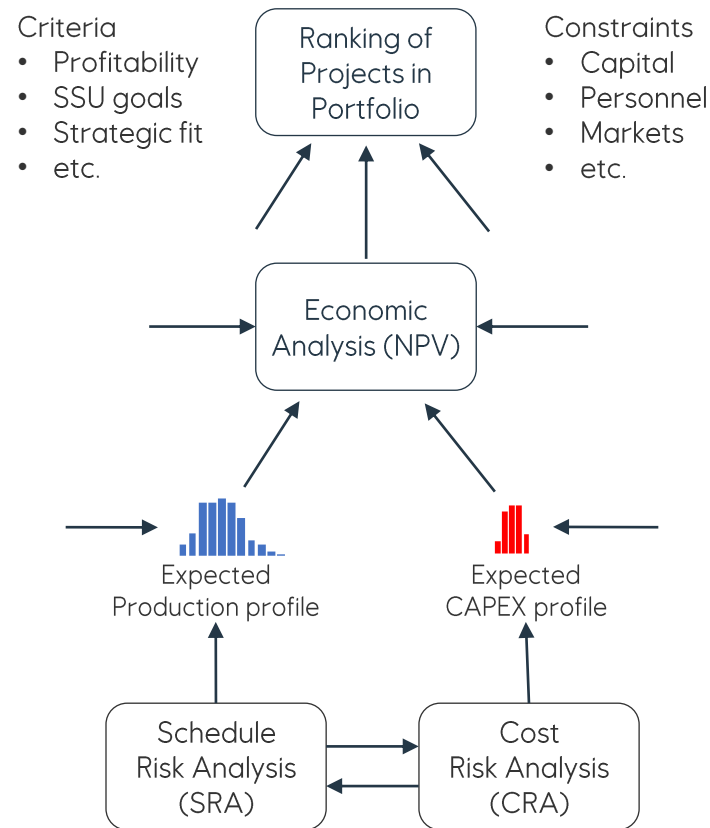 Criteria
• Profitability
• SSU goals
• Strategic fit
• etc.
Ranking of
Projects in
Portfolio
Constraints
• Capital
• Personnel
• Markets
• etc.
Economic
Analysis (NPV)
Expected
Production profile
Expected
CAPEX profile
Schedule
Risk Analysis
(SRA)
Cost
Risk Analysis
(CRA)